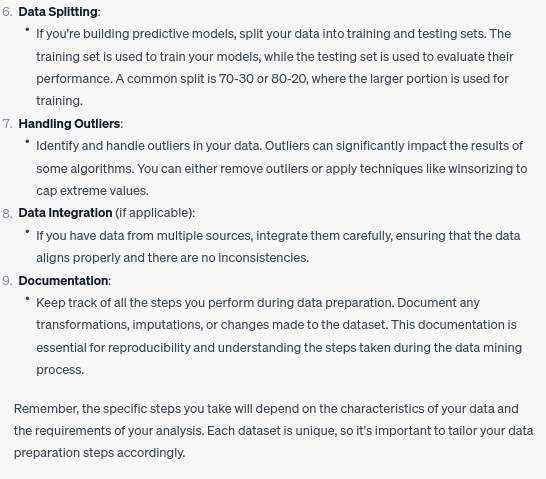 6. Data Splitting:
• If you're building predictive models, split your data into training and testing sets. The
training set is used to train your models, while the testing set is used to evaluate their
performance. A common split is 70-30 or 80-20, where the larger portion is used for
training.
7. Handling Outliers:
• Identify and handle outliers in your data. Outliers can significantly impact the results of
some algorithms. You can either remove outliers or apply techniques like winsorizing to
cap extreme values.
8. Data Integration (if applicable):
• If you have data from multiple sources, integrate them carefully, ensuring that the data
aligns properly and there are no inconsistencies.
9. Documentation:
• Keep track of all the steps you perform during data preparation. Document any
transformations, imputations, or changes made to the dataset. This documentation is
essential for reproducibility and understanding the steps taken during the data mining
process.
Remember, the specific steps you take will depend on the characteristics of your data and
the requirements of your analysis. Each dataset is unique, so it's important to tailor your data
preparation steps accordingly.